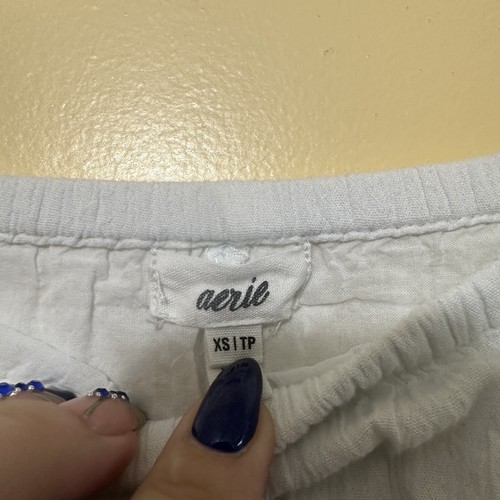 aerie
XS | TP